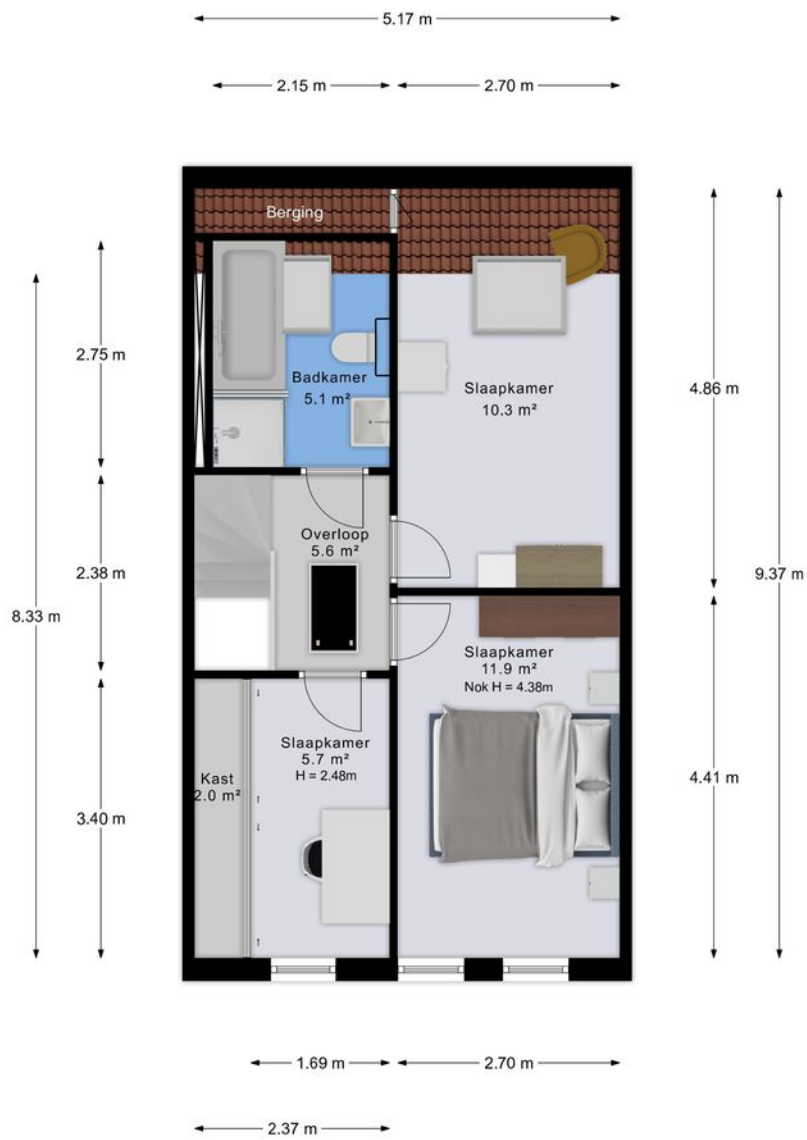 5.17 m
2.15 m
2.70 m
Berging
2.75 m
Badkamer
5.1 m²
Slaapkamer
10.3 m²
4.86 m
Overloop
5.6 m²
2.38 m
9.37 m
8.33 m
Slaapkamer
11.9 m²
Nok H = 4.38m
Slaapkamer
5.7 m²
H = 2.48m
Kast
2.0 m²
4.41 m
3.40 m
1.69 m
2.70 m
2.37 m